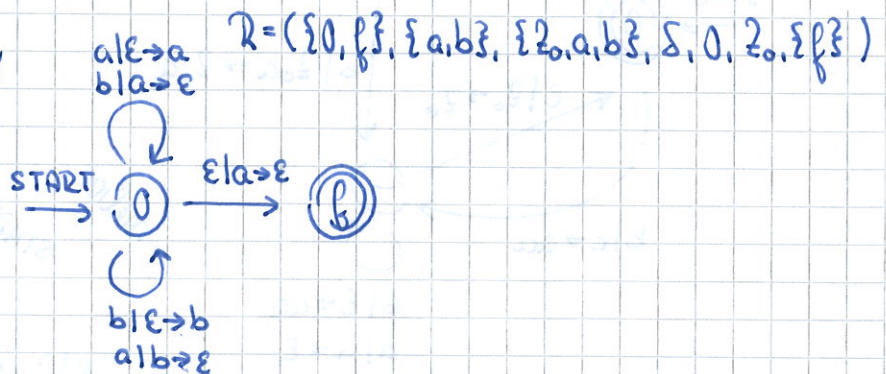 R=({0,f}, {a,b}, {Z₀,a,b}, δ, 0, Z₀, {f})
a|ε→a
b|a→ε
START
0
ε|a→ε
f
b|ε→b
a|b→ε